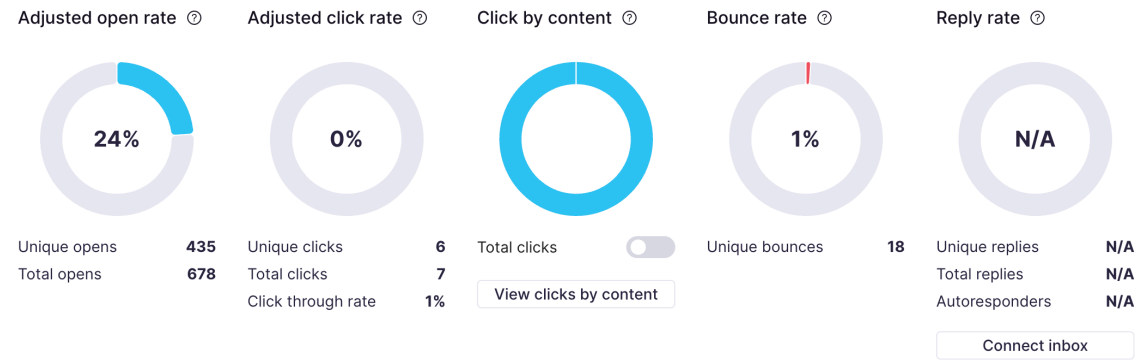 Adjusted open rate
24%
Unique opens 435
Total opens 678
Adjusted click rate
0%
Unique clicks 6
Total clicks 7
Click through rate 1%
Click by content
Total clicks
View clicks by content
Bounce rate
1%
Unique bounces 18
Reply rate
N/A
Unique replies N/A
Total replies N/A
Autoresponders N/A
Connect inbox